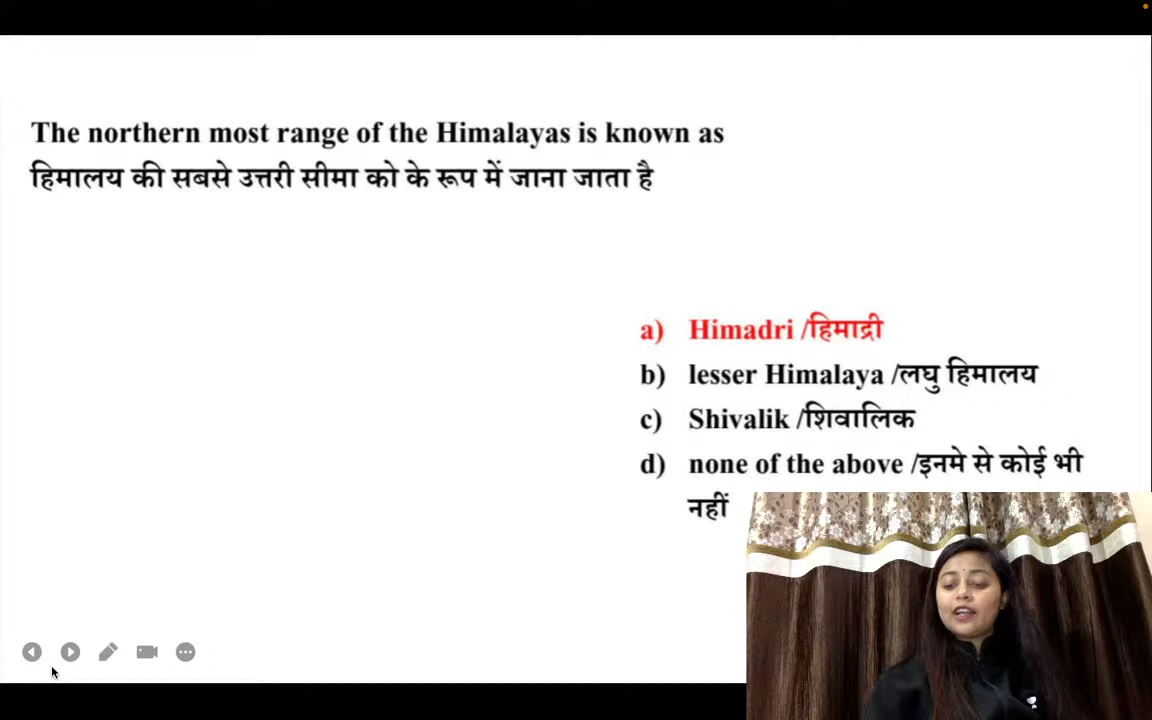 The northern most range of the Himalayas is known as
हिमालय की सबसे उत्तरी सीमा को के रूप में जाना जाता है
a) Himadri /हिमाद्री
b) lesser Himalaya /लघु हिमालय
c) Shivalik /शिवालिक
d) none of the above /इनमे से कोई भी
नहीं